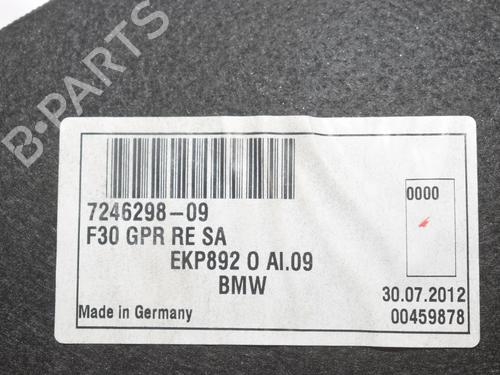 B-PARTS
7246298-09
F30 GPR RE SA
EKP892 O AI.09
BMW
0000
30.07.2012
Made in Germany
00459878